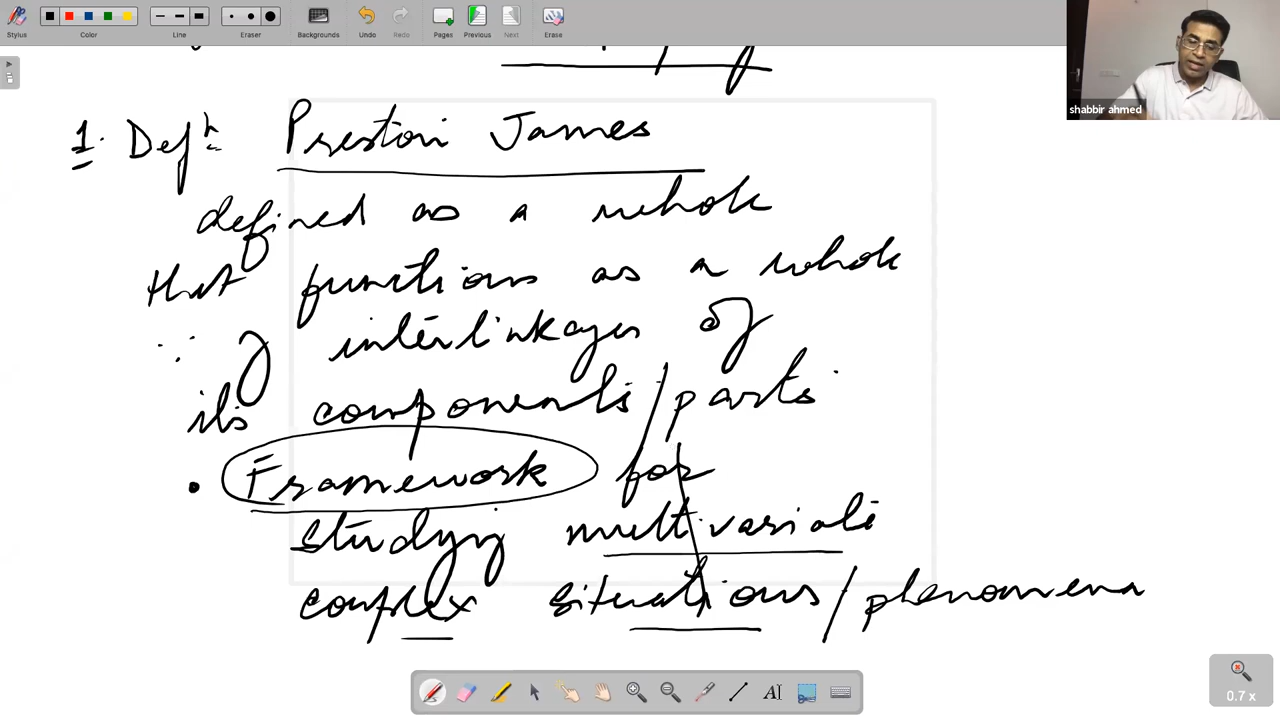 Stylus
Color
Line
Eraser
Backgrounds
Undo
Redo
Pages
Previous
Next
Erase
shabbir ahmed
1. Defⁿ Preston James
defined as a whole
that functions as a whole
∵ of interlinkages of
its components/parts
• Framework for
studying multivariate
complex situations/phenomena
0.7 x